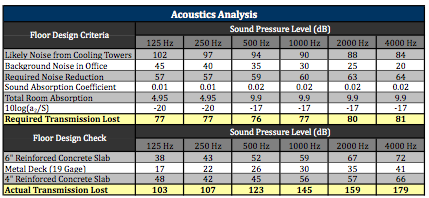 Acoustics Analysis
Floor Design Criteria
Sound Pressure Level (dB)
125 Hz 250 Hz 500 Hz 1000 Hz 2000 Hz 4000 Hz
Likely Noise from Cooling Towers 102 97 94 90 88 84
Background Noise in Office 45 40 35 30 25 20
Required Noise Reduction 57 57 59 60 63 64
Sound Absorption Coefficient 0.01 0.01 0.02 0.02 0.02 0.02
Total Room Absorption 4.95 4.95 9.9 9.9 9.9 9.9
10log(a₂/S) -20 -20 -17 -17 -17 -17
Required Transmission Lost 77 77 76 77 80 81
Floor Design Check
Sound Pressure Level (dB)
125 Hz 250 Hz 500 Hz 1000 Hz 2000 Hz 4000 Hz
6" Reinforced Concrete Slab 38 43 52 59 67 72
Metal Deck (19 Gage) 17 22 26 30 35 41
4" Reinforced Concrete Slab 48 42 45 56 57 66
Actual Transmission Lost 103 107 123 145 159 179